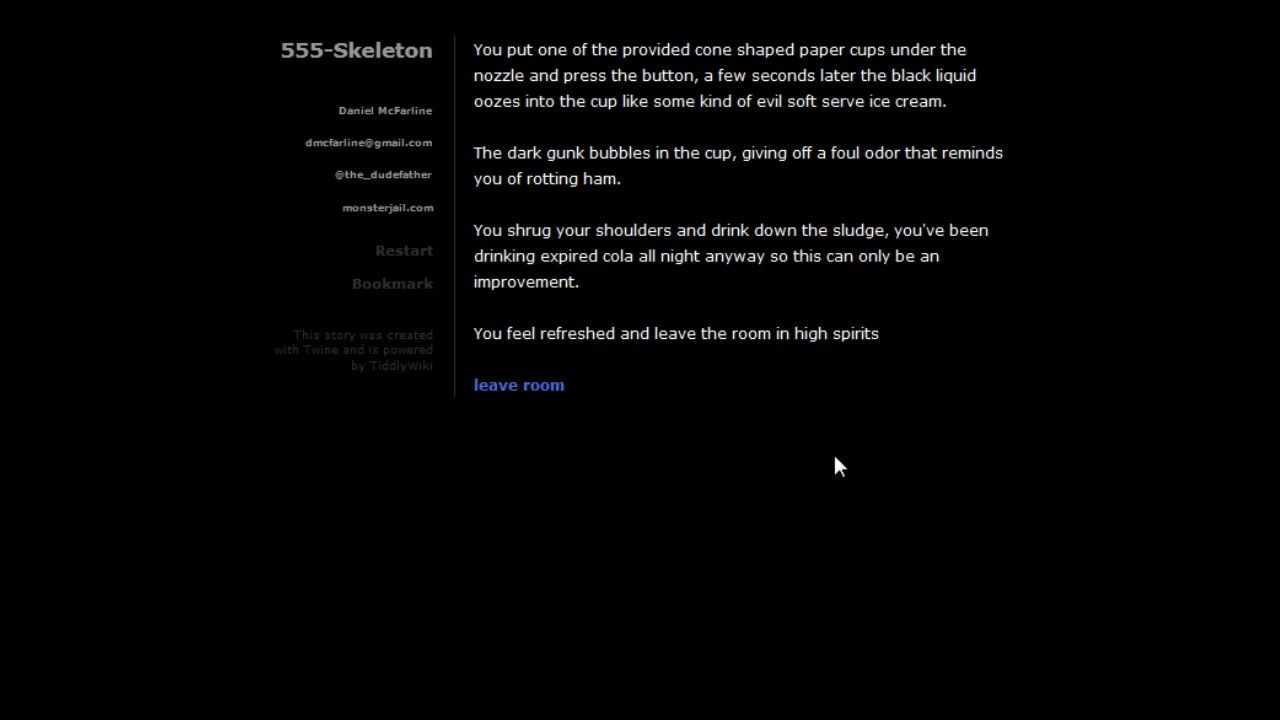 555-Skeleton
Daniel McFarline
dmcfarline@gmail.com
@the_dudefather
monsterjail.com
Restart
Bookmark
This story was created
with Twine and is powered
by TiddlyWiki
You put one of the provided cone shaped paper cups under the
nozzle and press the button, a few seconds later the black liquid
oozes into the cup like some kind of evil soft serve ice cream.
The dark gunk bubbles in the cup, giving off a foul odor that reminds
you of rotting ham.
You shrug your shoulders and drink down the sludge, you've been
drinking expired cola all night anyway so this can only be an
improvement.
You feel refreshed and leave the room in high spirits
leave room